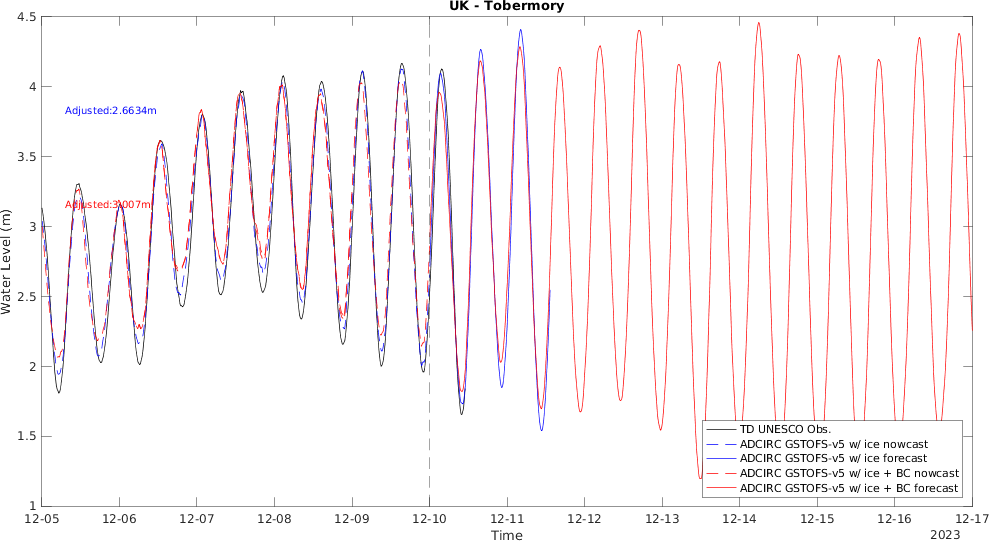 UK - Tobermory
4.5
4
3.5
3
2.5
2
1.5
1
Water Level (m)
Adjusted:2.6634m
Adjusted:3.007m
TD UNESCO Obs.
ADCIRC GSTOFS-v5 w/ ice nowcast
ADCIRC GSTOFS-v5 w/ ice forecast
ADCIRC GSTOFS-v5 w/ ice + BC nowcast
ADCIRC GSTOFS-v5 w/ ice + BC forecast
12-05 12-06 12-07 12-08 12-09 12-10 12-11 12-12 12-13 12-14 12-15 12-16 12-17
Time
2023